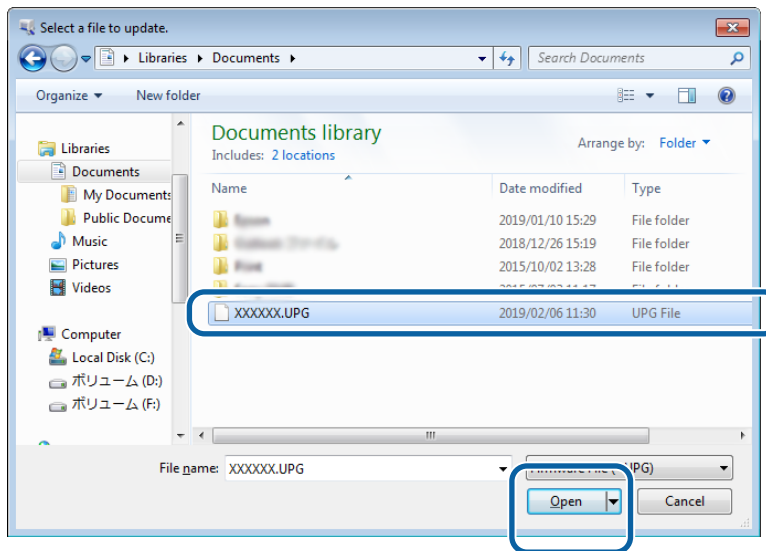 Select a file to update.
Libraries Documents
Search Documents
Organize New folder
Documents library
Includes: 2 locations
Arrange by: Folder
Libraries
Documents
My Documents
Public Docume
Music
Pictures
Videos
Computer
Local Disk (C:)
ボリューム (D:)
ボリューム (F:)
Name Date modified Type
2019/01/10 15:29 File folder
2018/12/26 15:19 File folder
2015/10/02 13:28 File folder
XXXXXX.UPG 2019/02/06 11:30 UPG File
File name: XXXXXX.UPG
UPG)
Open Cancel